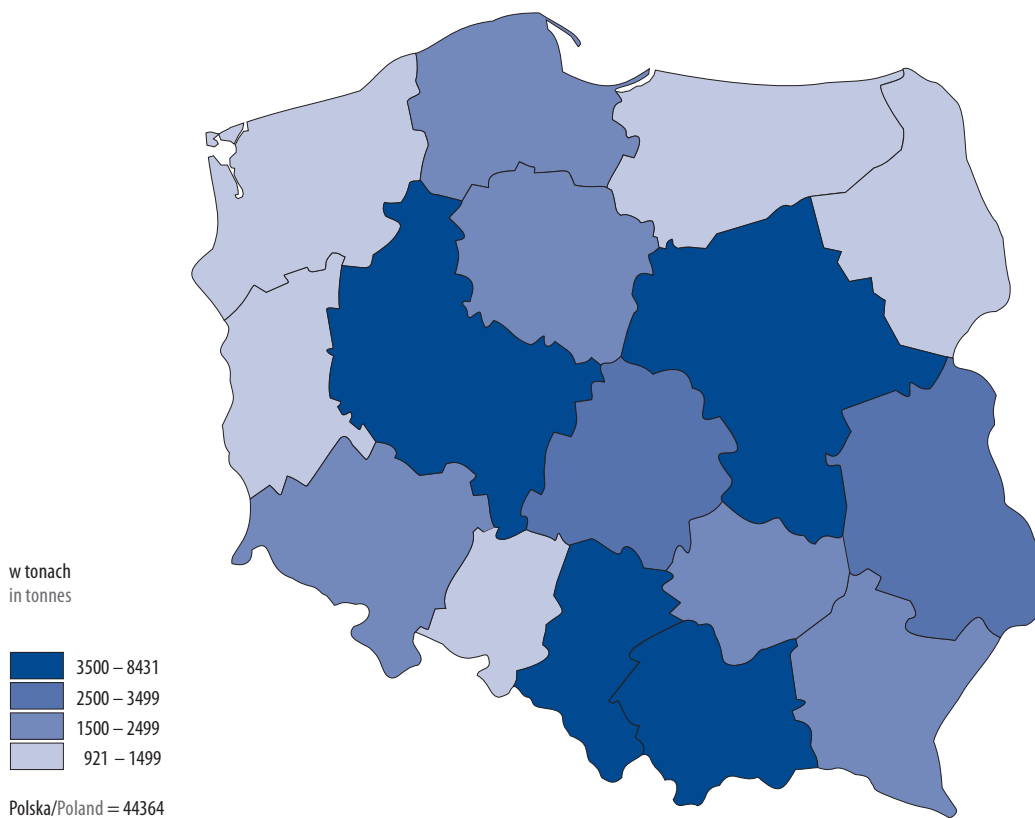 w tonach
in tonnes
3500 – 8431
2500 – 3499
1500 – 2499
921 – 1499
Polska/Poland = 44364